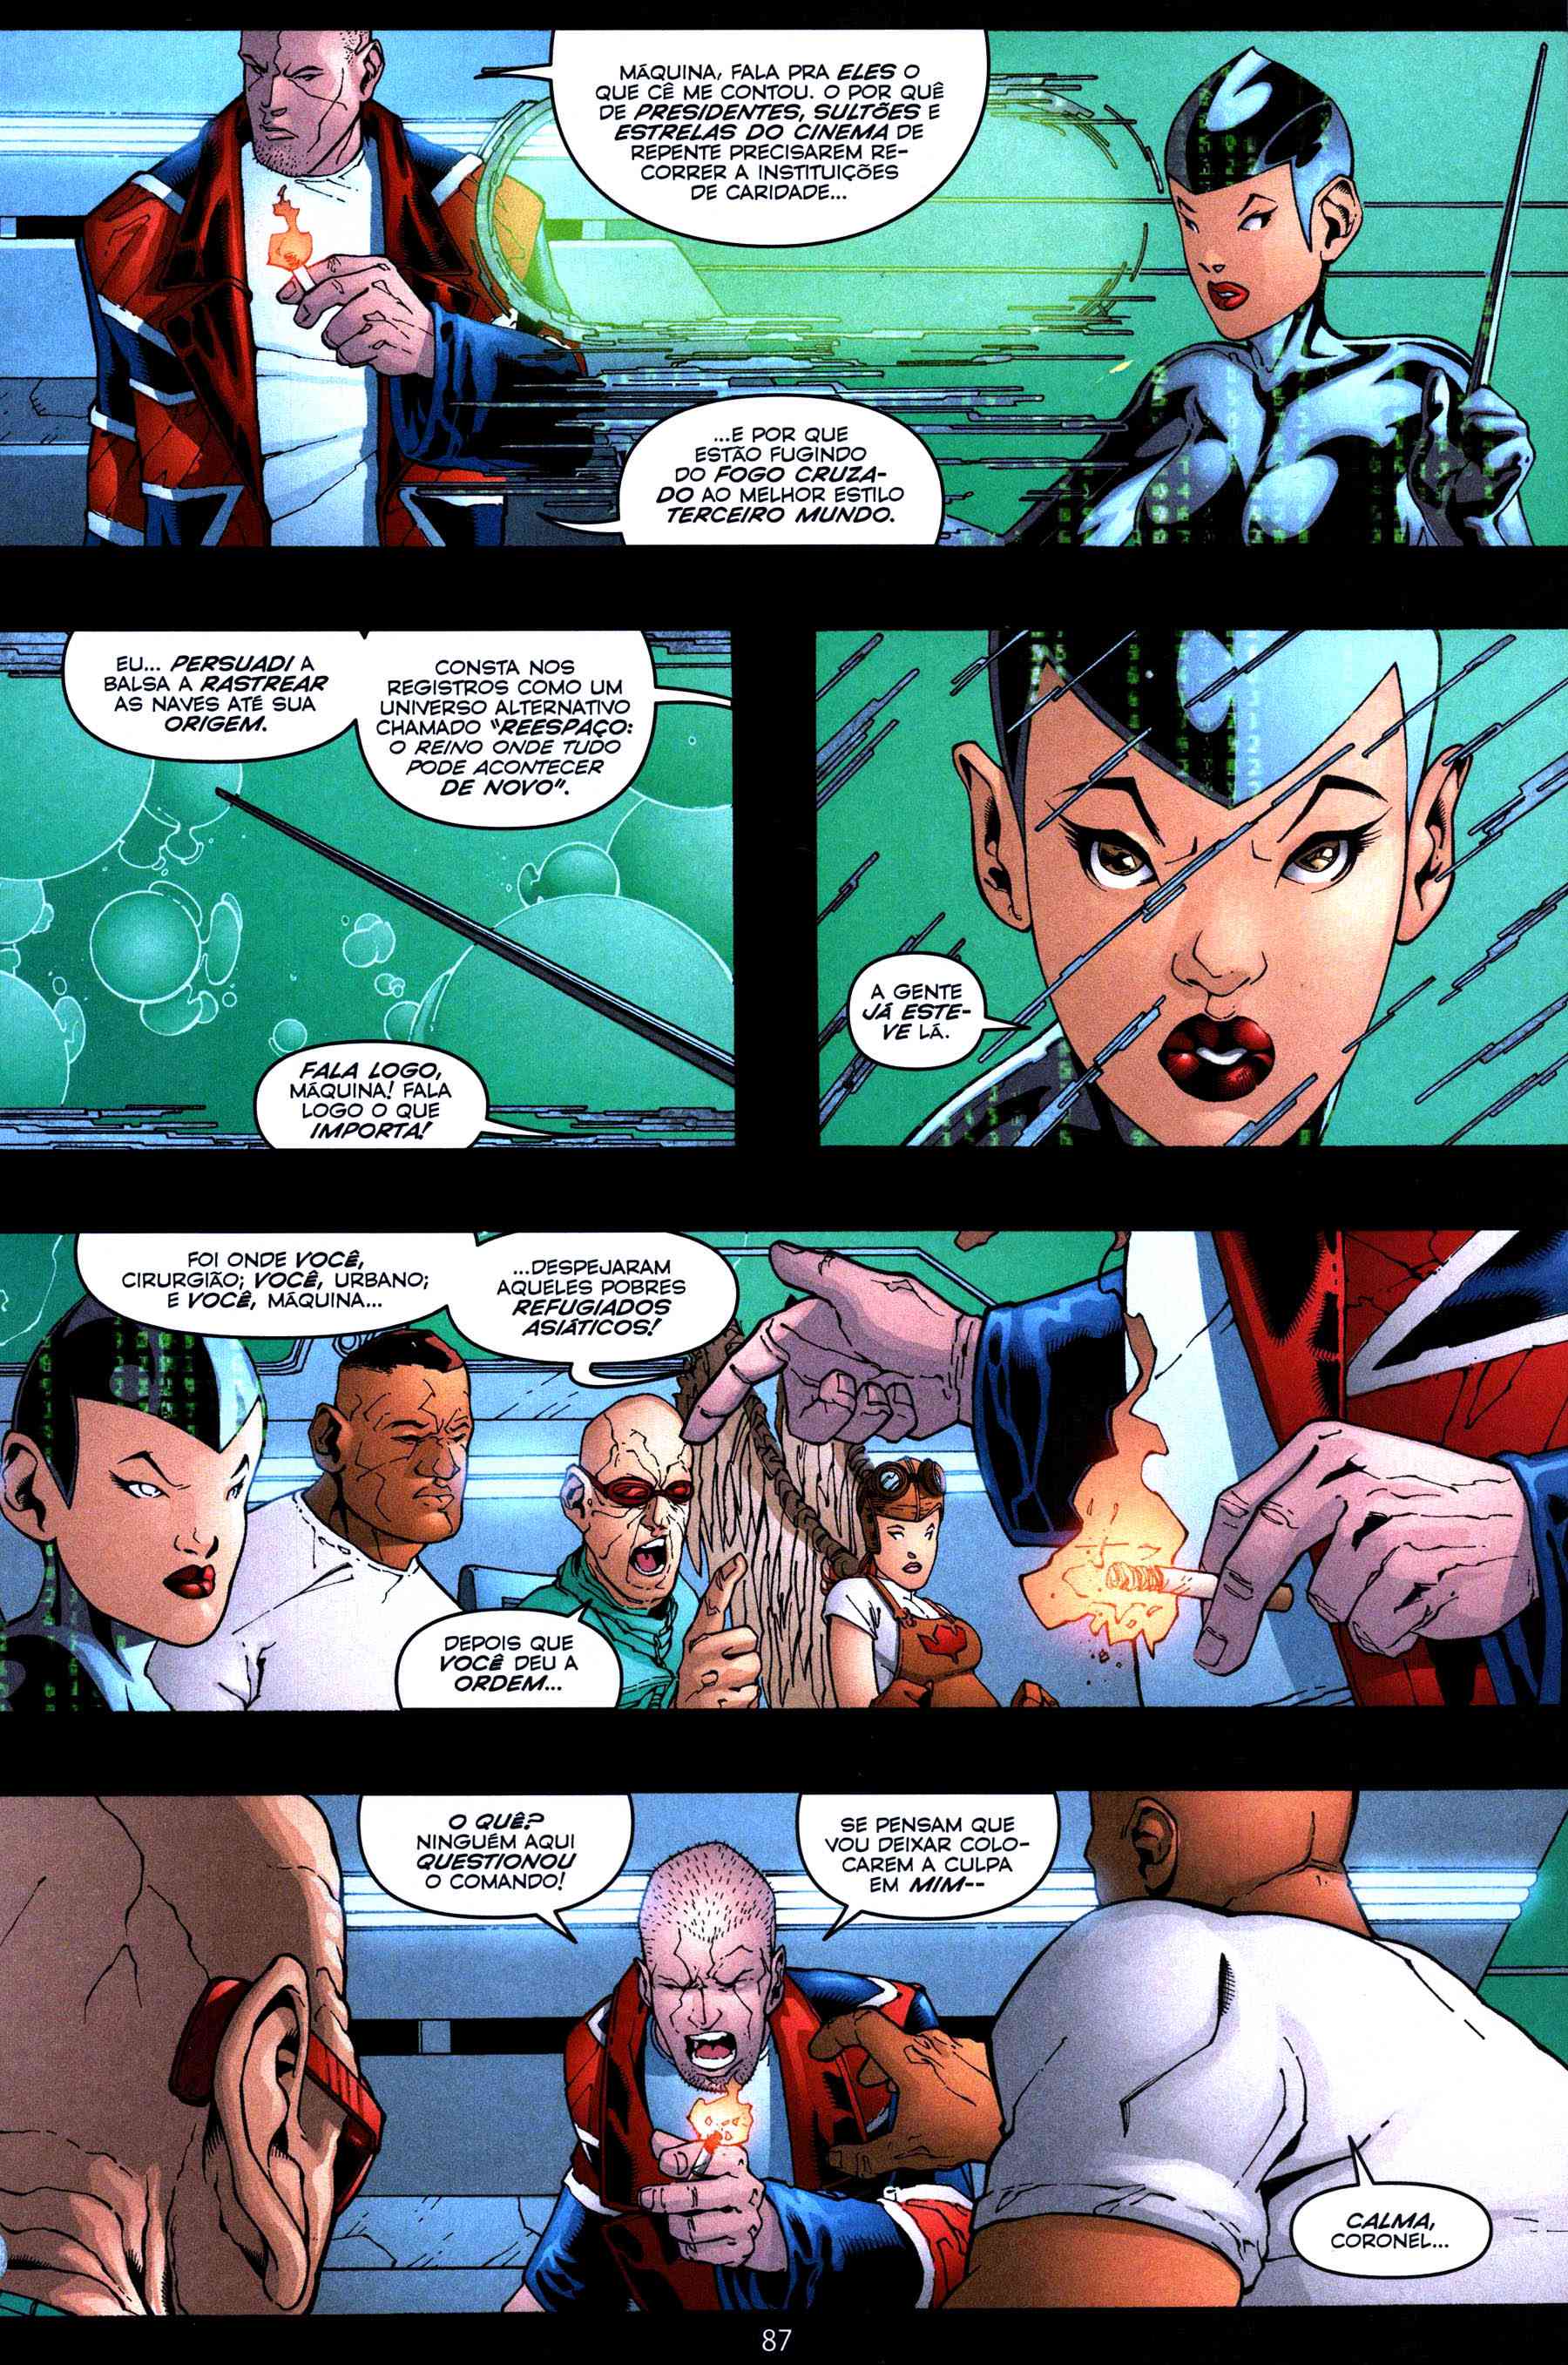 MÁQUINA, FALA PRA ELES O
QUE CÊ ME CONTOU. O POR QUÊ
DE PRESIDENTES, SULTÕES E
ESTRELAS DO CINEMA DE
REPENTE PRECISAREM RE-
CORRER A INSTITUIÇÕES
DE CARIDADE...
...E POR QUE
ESTÃO FUGINDO
DO FOGO CRUZA-
DO AO MELHOR ESTILO
TERCEIRO MUNDO.
EU... PERSUADI A
BALSA A RASTREAR
AS NAVES ATÉ SUA
ORIGEM.
CONSTA NOS
REGISTROS COMO UM
UNIVERSO ALTERNATIVO
CHAMADO "REESPAÇO:
O REINO ONDE TUDO
PODE ACONTECER
DE NOVO".
FALA LOGO,
MÁQUINA! FALA
LOGO O QUE
IMPORTA!
A GENTE
JÁ ESTE-
VE LÁ.
FOI ONDE VOCÊ,
CIRURGIÃO; VOCÊ, URBANO;
E VOCÊ, MÁQUINA...
...DESPEJARAM
AQUELES POBRES
REFUGIADOS
ASIÁTICOS!
DEPOIS QUE
VOCÊ DEU A
ORDEM...
O QUÊ?
NINGUÉM AQUI
QUESTIONOU
O COMANDO!
SE PENSAM QUE
VOU DEIXAR COLO-
CAREM A CULPA
EM MIM--
CALMA,
CORONEL...
87